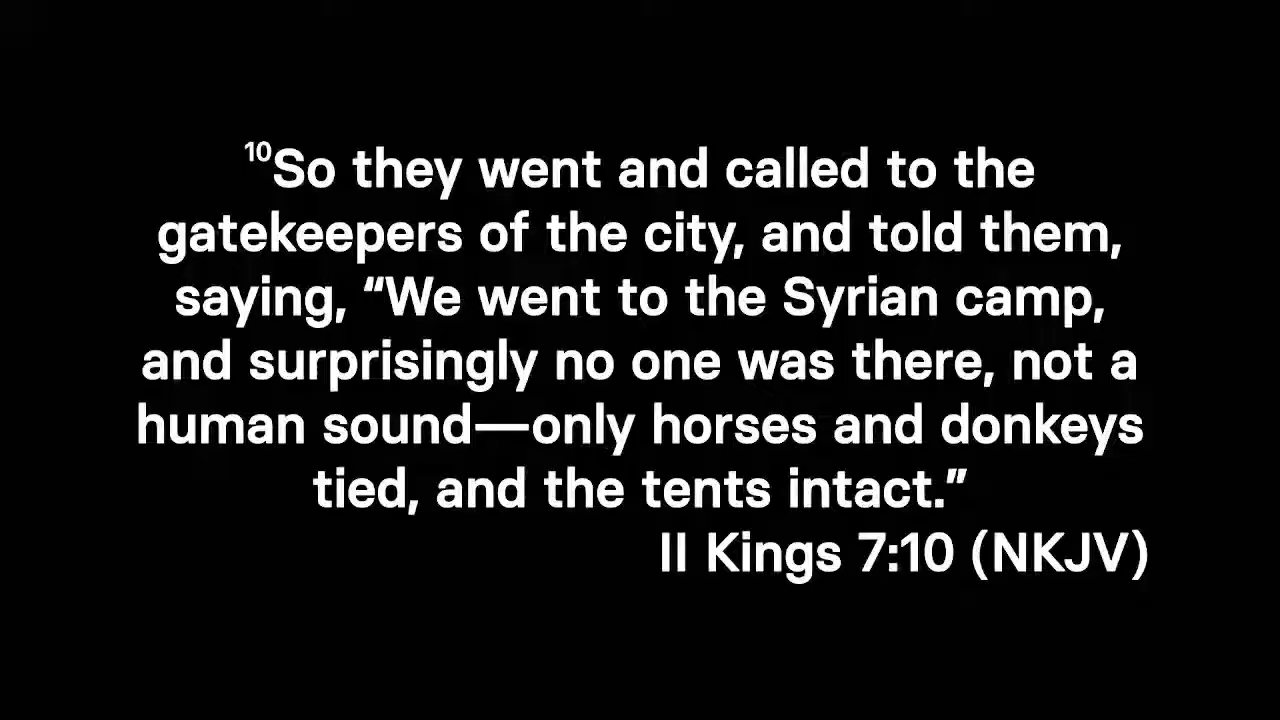 ¹⁰So they went and called to the
gatekeepers of the city, and told them,
saying, “We went to the Syrian camp,
and surprisingly no one was there, not a
human sound—only horses and donkeys
tied, and the tents intact.”
II Kings 7:10 (NKJV)